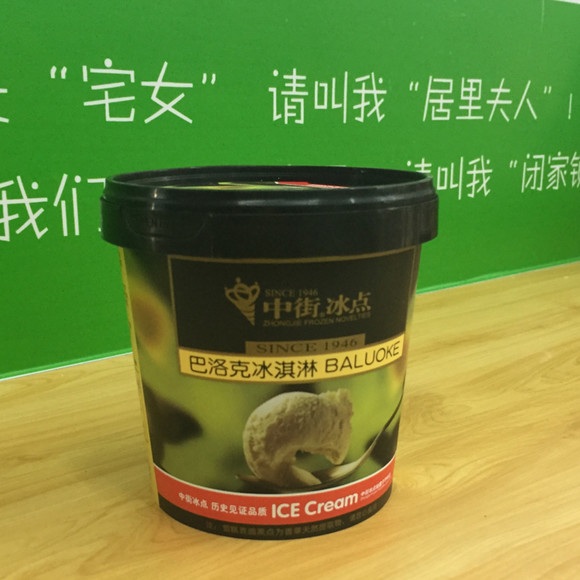 “宅女” 请叫我“居里夫人”！
我们 请叫我“闭家锁
SINCE 1946
中街®冰点
ZHONGJIE FROZEN NOVELTIES
SINCE 1946
巴洛克冰淇淋 BALUOKE
中街冰点 历史见证品质 ICE Cream